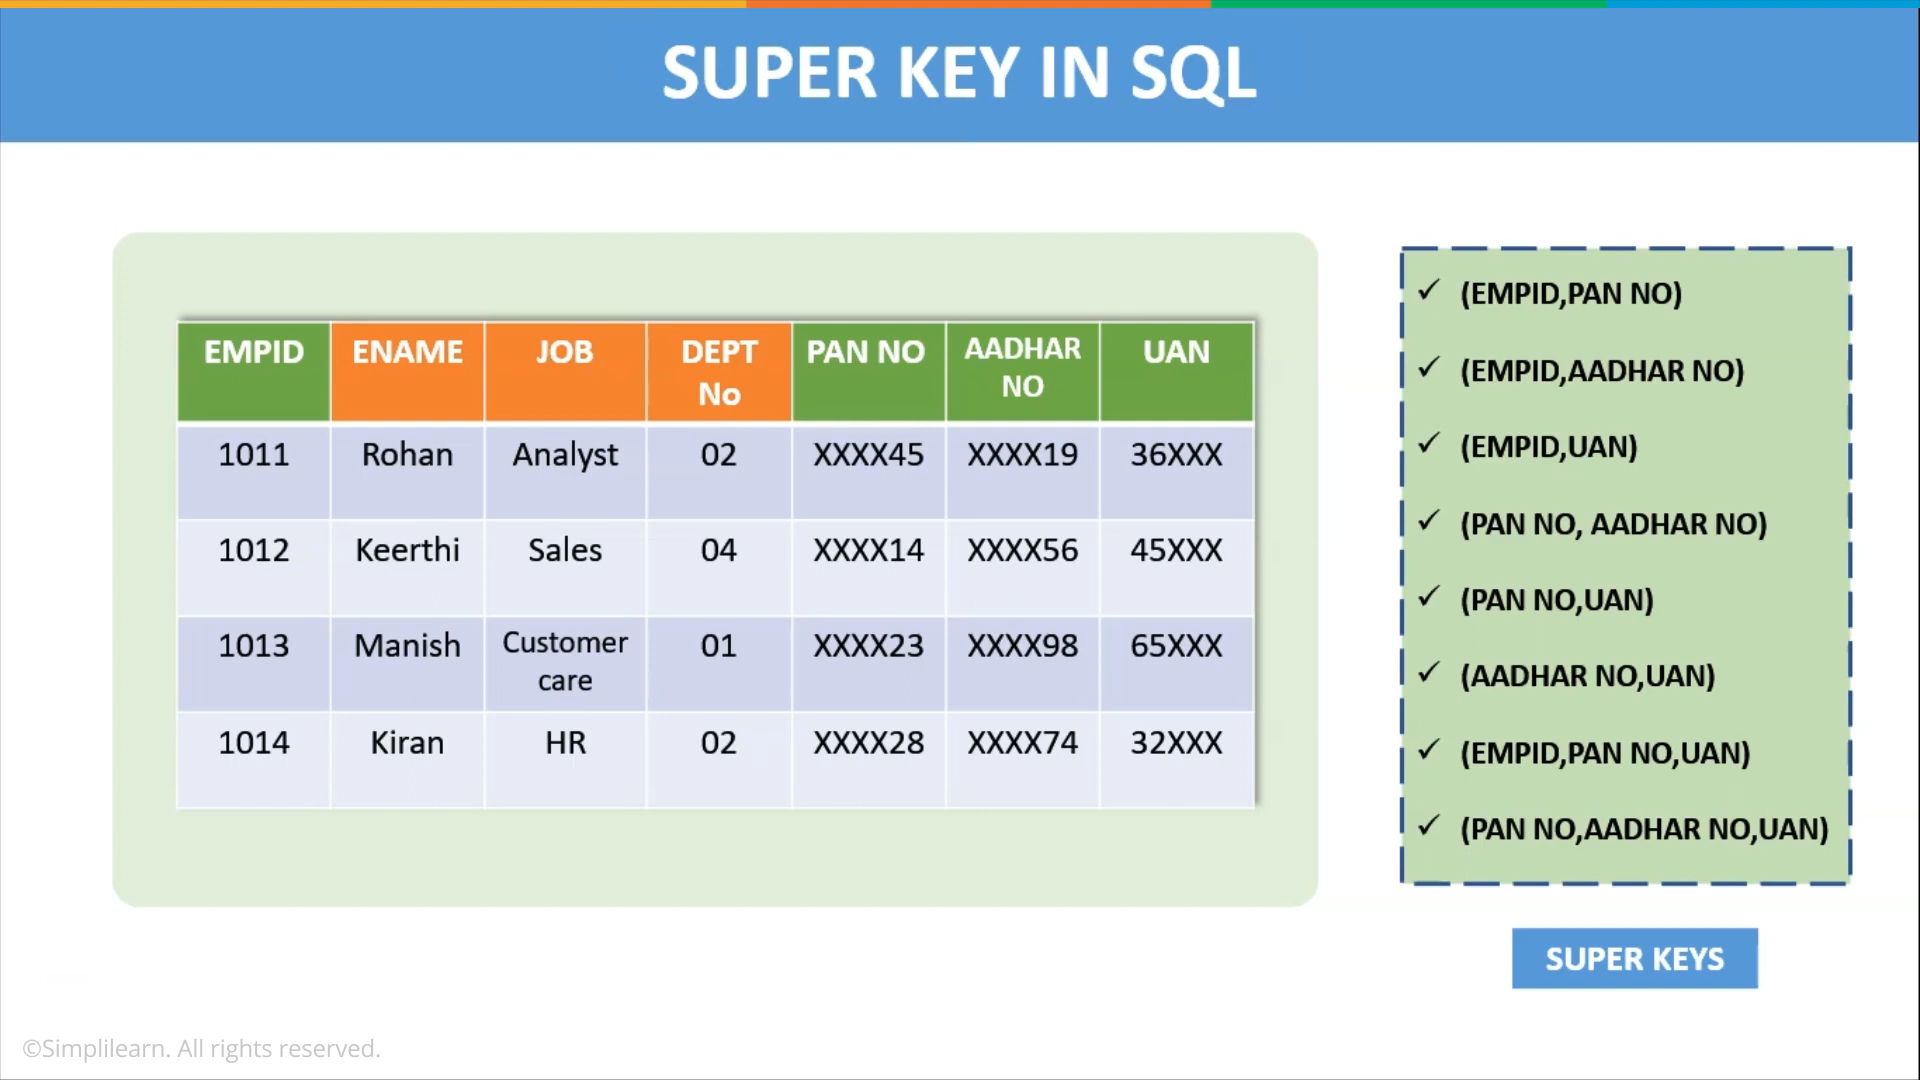 SUPER KEY IN SQL
EMPID ENAME JOB DEPT No PAN NO AADHAR NO UAN
1011 Rohan Analyst 02 XXXX45 XXXX19 36XXX
1012 Keerthi Sales 04 XXXX14 XXXX56 45XXX
1013 Manish Customer care 01 XXXX23 XXXX98 65XXX
1014 Kiran HR 02 XXXX28 XXXX74 32XXX
✓ (EMPID,PAN NO)
✓ (EMPID,AADHAR NO)
✓ (EMPID,UAN)
✓ (PAN NO, AADHAR NO)
✓ (PAN NO,UAN)
✓ (AADHAR NO,UAN)
✓ (EMPID,PAN NO,UAN)
✓ (PAN NO,AADHAR NO,UAN)
SUPER KEYS
©Simplilearn. All rights reserved.